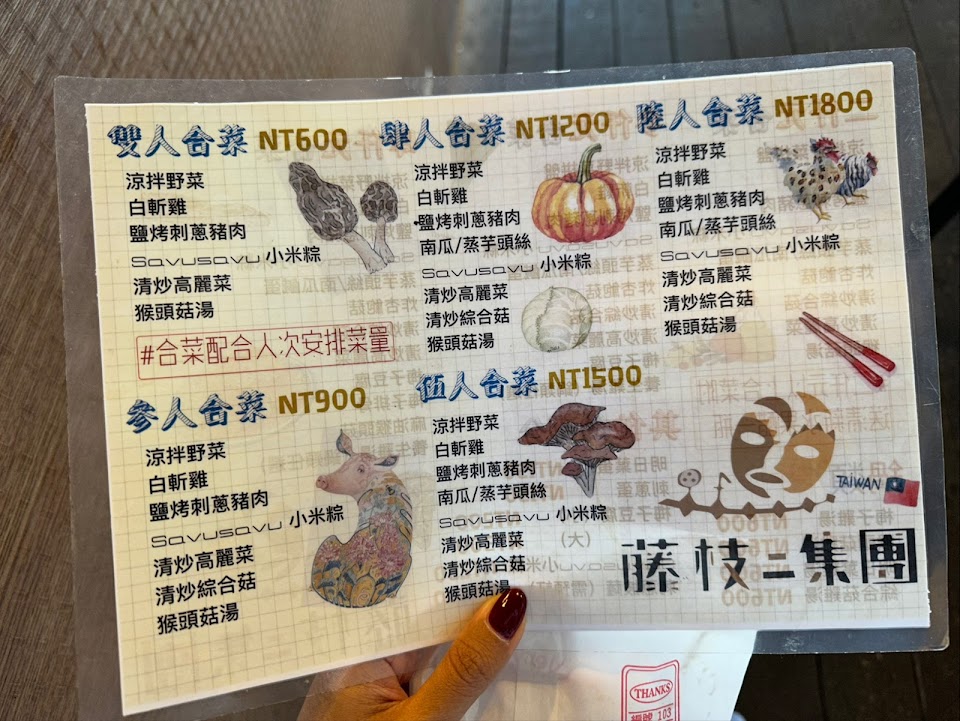 雙人合菜 NT600
涼拌野菜
白斬雞
鹽烤刺蔥豬肉
Savusavu 小米粽
清炒高麗菜
猴頭菇湯
#合菜配合人次安排菜量
參人合菜 NT900
涼拌野菜
白斬雞
鹽烤刺蔥豬肉
Savusavu 小米粽
清炒高麗菜
清炒綜合菇
猴頭菇湯
肆人合菜 NT1200
涼拌野菜
白斬雞
鹽烤刺蔥豬肉
南瓜/蒸芋頭絲
Savusavu 小米粽
清炒高麗菜
清炒綜合菇
猴頭菇湯
伍人合菜 NT1500
涼拌野菜
白斬雞
鹽烤刺蔥豬肉
南瓜/蒸芋頭絲
Savusavu 小米粽
清炒高麗菜
清炒綜合菇
猴頭菇湯
陸人合菜 NT1800
涼拌野菜
白斬雞
鹽烤刺蔥豬肉
南瓜/蒸芋頭絲
Savusavu 小米粽
清炒高麗菜
清炒綜合菇
猴頭菇湯
TAIWAN
藤枝二集團
THANKS
編號 103